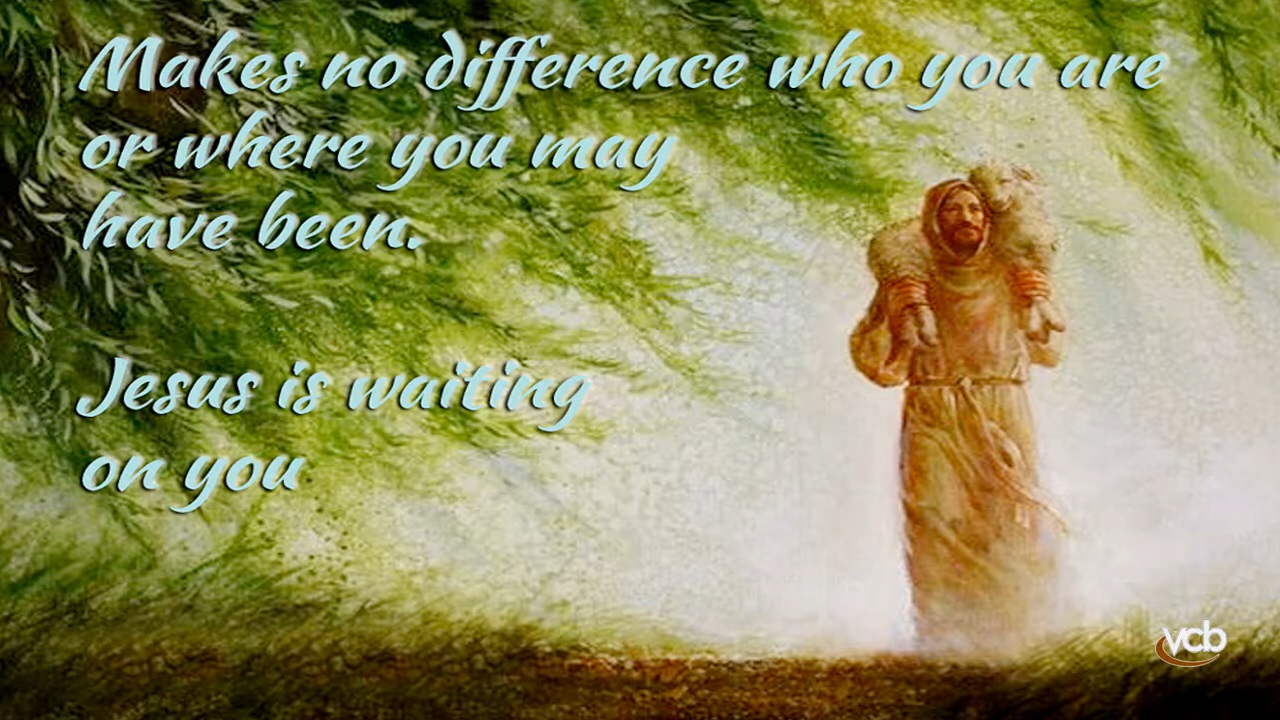 Makes no difference who you are
or where you may
have been.
Jesus is waiting
on you
vcb